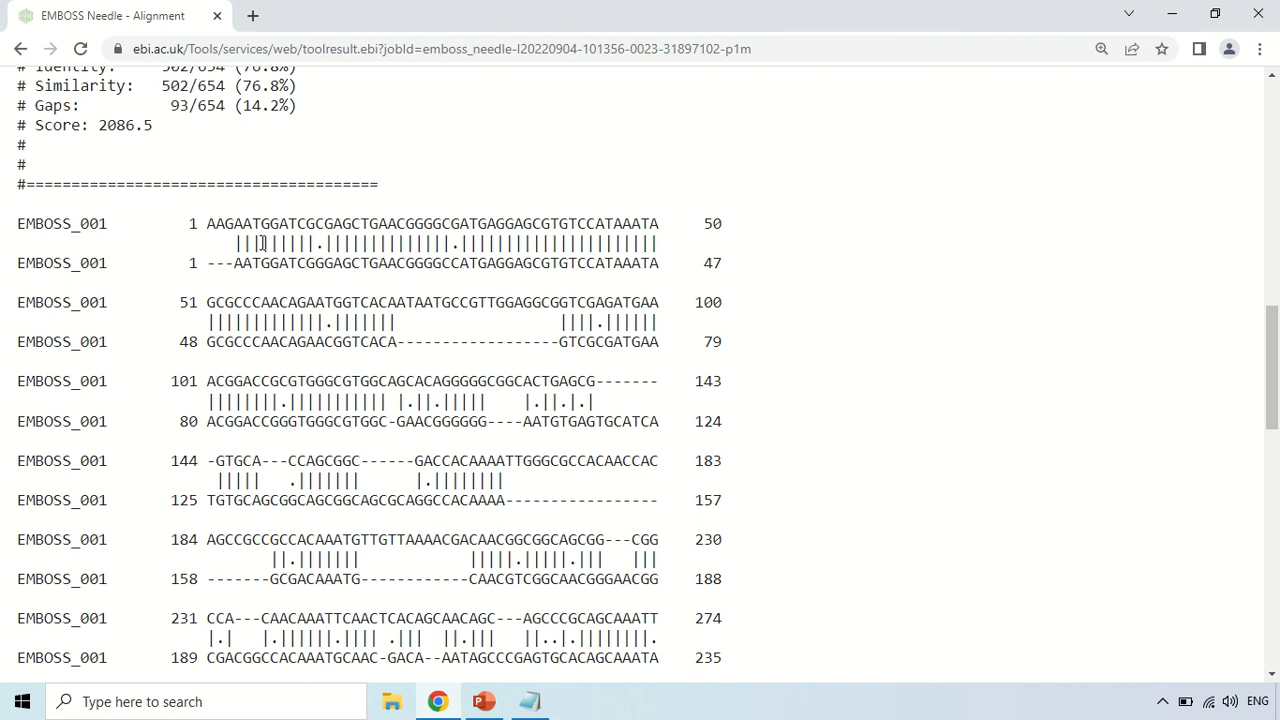 EMBOSS Needle - Alignment
ebi.ac.uk/Tools/services/web/toolresult.ebi?jobId=emboss_needle-I20220904-101356-0023-31897102-p1m
# Identity: 502/654 (76.8%)
# Similarity: 502/654 (76.8%)
# Gaps: 93/654 (14.2%)
# Score: 2086.5
#
#
#=======================================
EMBOSS_001 1 AAGAATGGATCGCGAGCTGAACGGGGCGATGAGGAGCGTGTCCATAAATA 50
|||||||||.||||||||||||||.||||||||||||||||||||||
EMBOSS_001 1 ---AATGGATCGGGAGCTGAACGGGGCCATGAGGAGCGTGTCCATAAATA 47
EMBOSS_001 51 GCGCCCAACAGAATGGTCACAATAATGCCGTTGGAGGCGGTCGAGATGAA 100
|||||||||||||.||||||| ||||.||||||
EMBOSS_001 48 GCGCCCAACAGAACGGTCACA------------------GTCGCGATGAA 79
EMBOSS_001 101 ACGGACCGCGTGGGCGTGGCAGCACAGGGGGCGGCACTGAGCG------- 143
||||||||.||||||||||| |.||.||||| |.||.|.|
EMBOSS_001 80 ACGGACCGGGTGGGCGTGGC-GAACGGGGGG----AATGTGAGTGCATCA 124
EMBOSS_001 144 -GTGCA---CCAGCGGC------GACCACAAAATTGGGCGCCACAACCAC 183
||||| .||||||| |.||||||||
EMBOSS_001 125 TGTGCAGCGGCAGCGGCAGCGCAGGCCACAAAA----------------- 157
EMBOSS_001 184 AGCCGCCGCCACAAATGTTGTTAAAACGACAACGGCGGCAGCGG---CGG 230
||.||||||| |||||.|||||.||| |||
EMBOSS_001 158 -------GCGACAAATG------------CAACGTCGGCAACGGGAACGG 188
EMBOSS_001 231 CCA---CAACAAATTCAACTCACAGCAACAGC---AGCCCGCAGCAAATT 274
|.| |.||||||.|||| .||| ||.||| ||..|.||||||||.
EMBOSS_001 189 CGACGGCCACAAATGCAAC-GACA--AATAGCCCGAGTGCACAGCAAATA 235
Type here to search
ENG